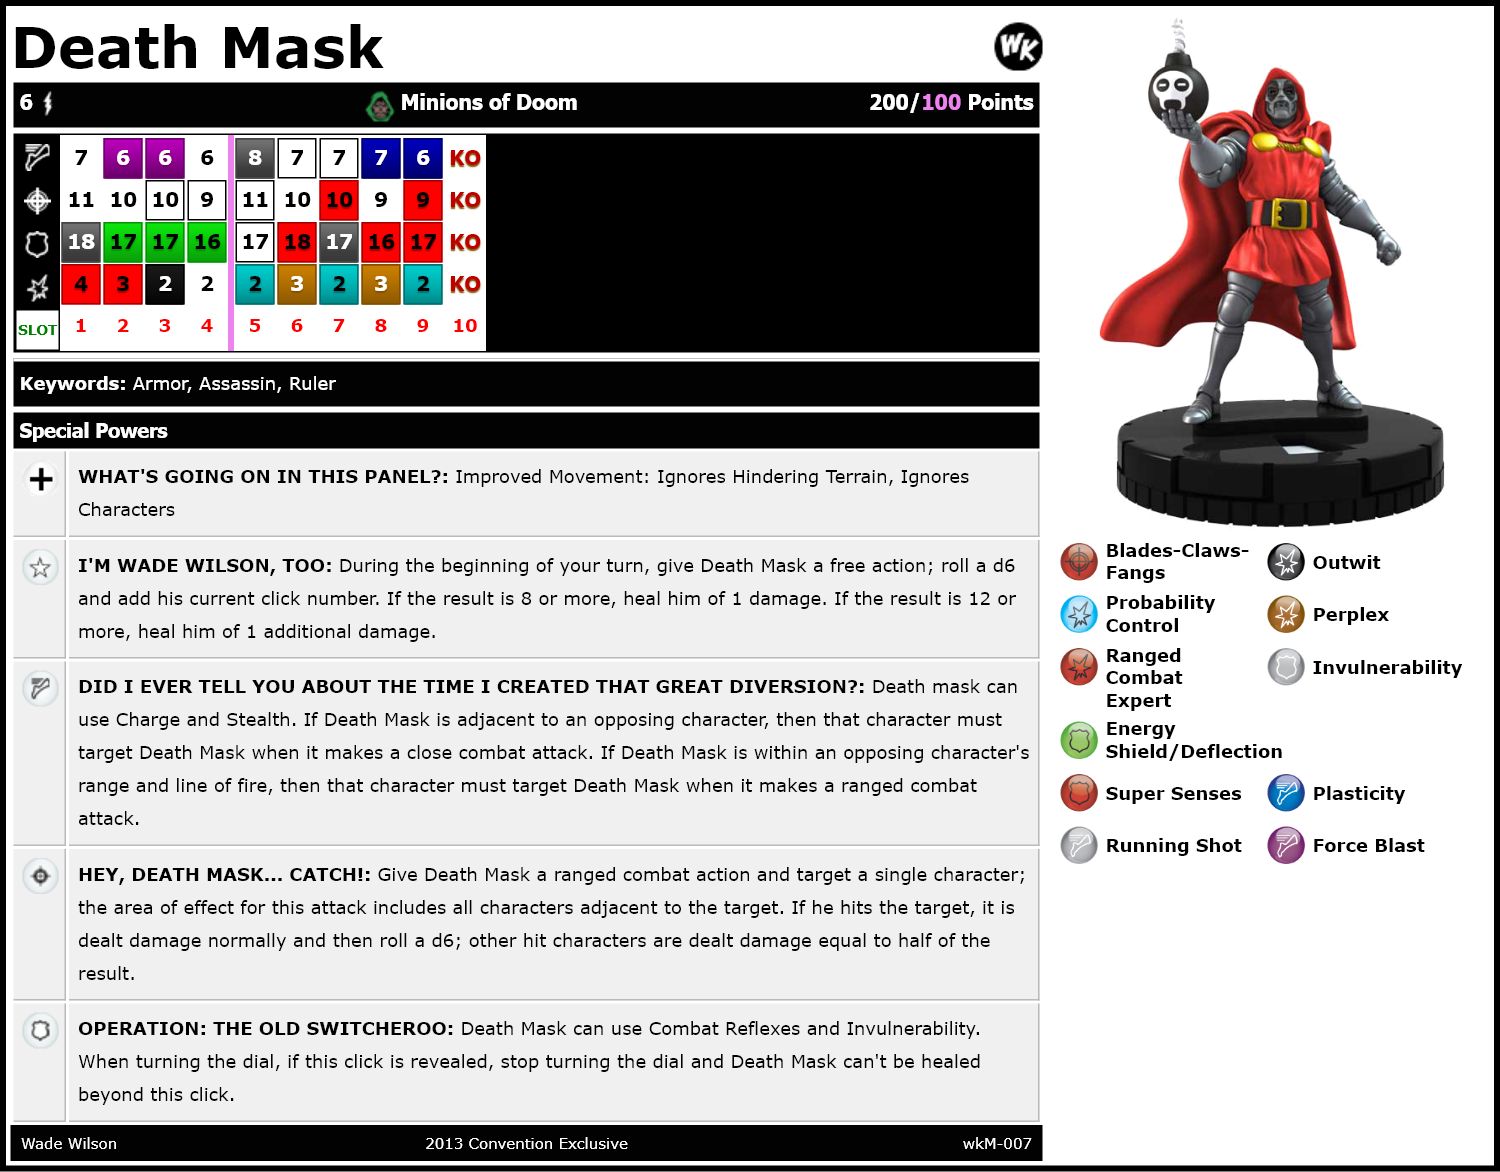 Death Mask
WK
6 Minions of Doom 200/100 Points
7 6 6 6 8 7 7 7 6 KO
11 10 10 9 11 10 10 9 9 KO
18 17 17 16 17 18 17 16 17 KO
4 3 2 2 2 3 2 3 2 KO
SLOT 1 2 3 4 5 6 7 8 9 10
Keywords: Armor, Assassin, Ruler
Special Powers
WHAT'S GOING ON IN THIS PANEL?: Improved Movement: Ignores Hindering Terrain, Ignores
Characters
I'M WADE WILSON, TOO: During the beginning of your turn, give Death Mask a free action; roll a d6
and add his current click number. If the result is 8 or more, heal him of 1 damage. If the result is 12 or
more, heal him of 1 additional damage.
DID I EVER TELL YOU ABOUT THE TIME I CREATED THAT GREAT DIVERSION?: Death mask can
use Charge and Stealth. If Death Mask is adjacent to an opposing character, then that character must
target Death Mask when it makes a close combat attack. If Death Mask is within an opposing character's
range and line of fire, then that character must target Death Mask when it makes a ranged combat
attack.
HEY, DEATH MASK... CATCH!: Give Death Mask a ranged combat action and target a single character;
the area of effect for this attack includes all characters adjacent to the target. If he hits the target, it is
dealt damage normally and then roll a d6; other hit characters are dealt damage equal to half of the
result.
OPERATION: THE OLD SWITCHEROO: Death Mask can use Combat Reflexes and Invulnerability.
When turning the dial, if this click is revealed, stop turning the dial and Death Mask can't be healed
beyond this click.
Wade Wilson 2013 Convention Exclusive wkM-007
Blades-Claws-
Fangs
Outwit
Probability
Control
Perplex
Ranged
Combat
Expert
Invulnerability
Energy
Shield/Deflection
Super Senses
Plasticity
Running Shot
Force Blast